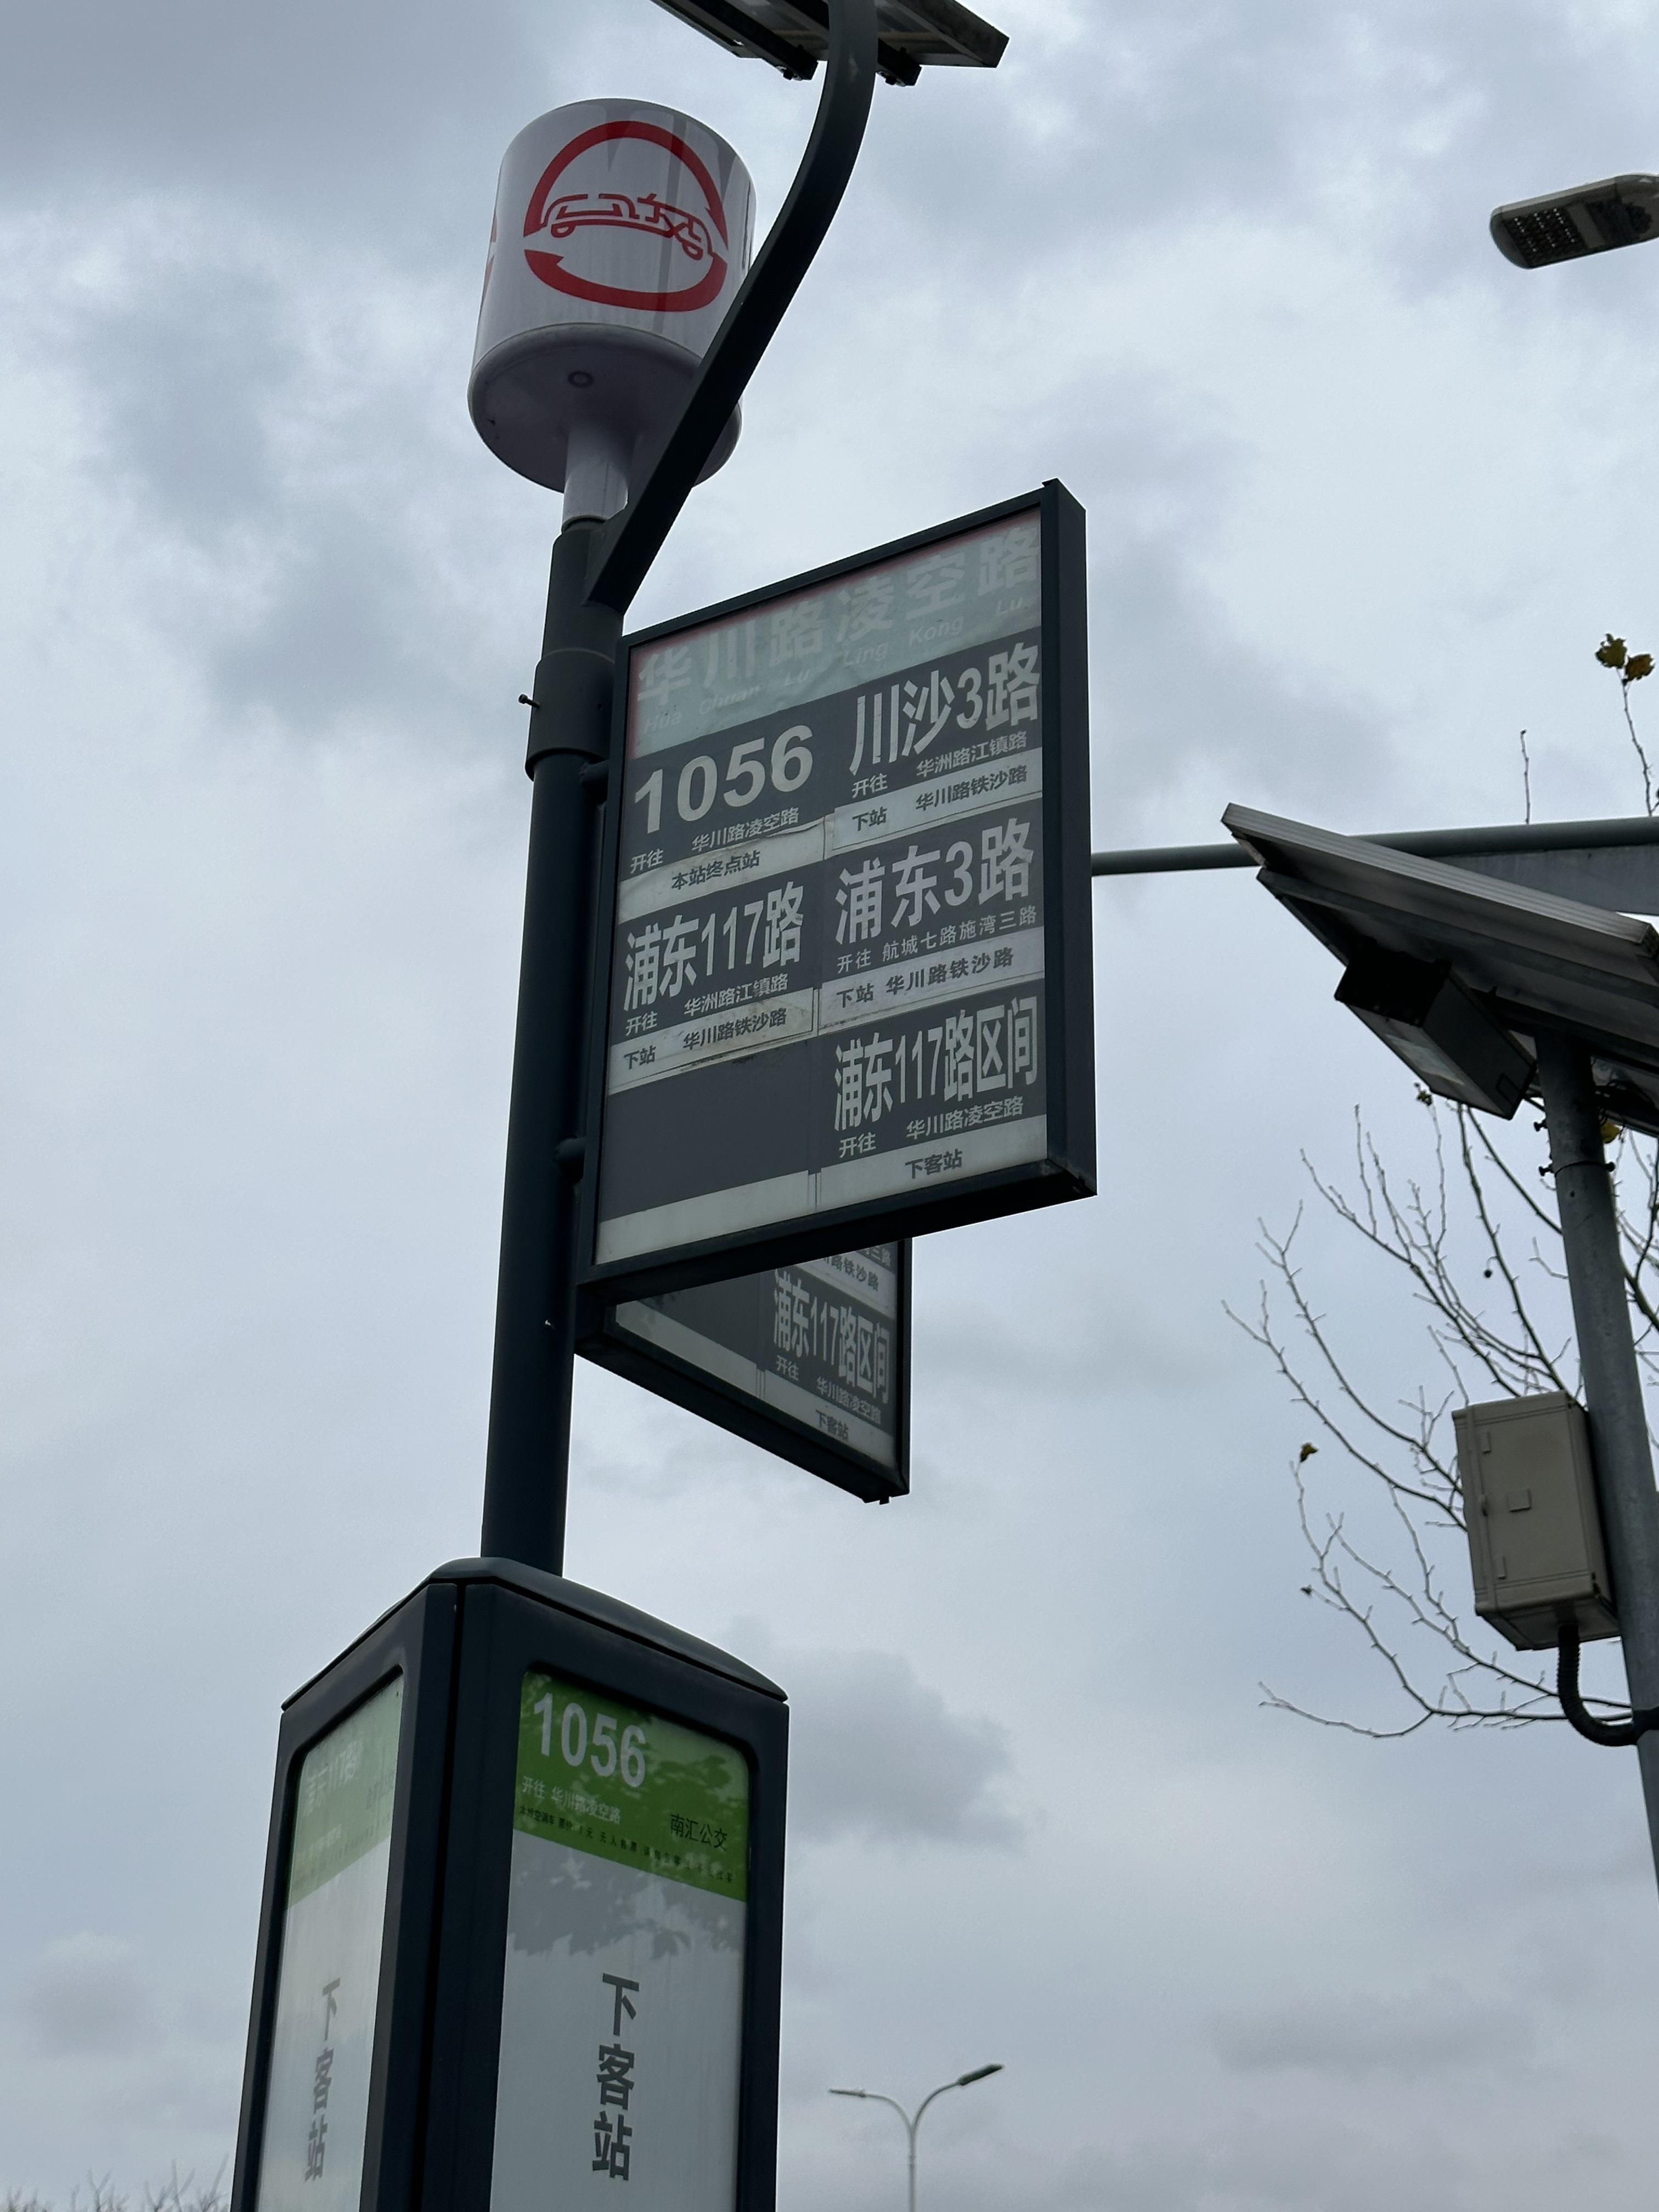 华川路凌空路
Hua Chuan Lu Ling Kong Lu
1056
开往 华川路凌空路
本站终点站
川沙3路
开往 华洲路江镇路
下站 华川路铁沙路
浦东117路
开往 华洲路江镇路
下站 华川路铁沙路
浦东3路
开往 航城七路施湾三路
下站 华川路铁沙路
浦东117路区间
开往 华川路凌空路
下客站
三路
路铁沙路
浦东117路区间
开往 华川路凌空路
下客站
1056
开往 华川路凌空路
南汇公交
下客站
下客站